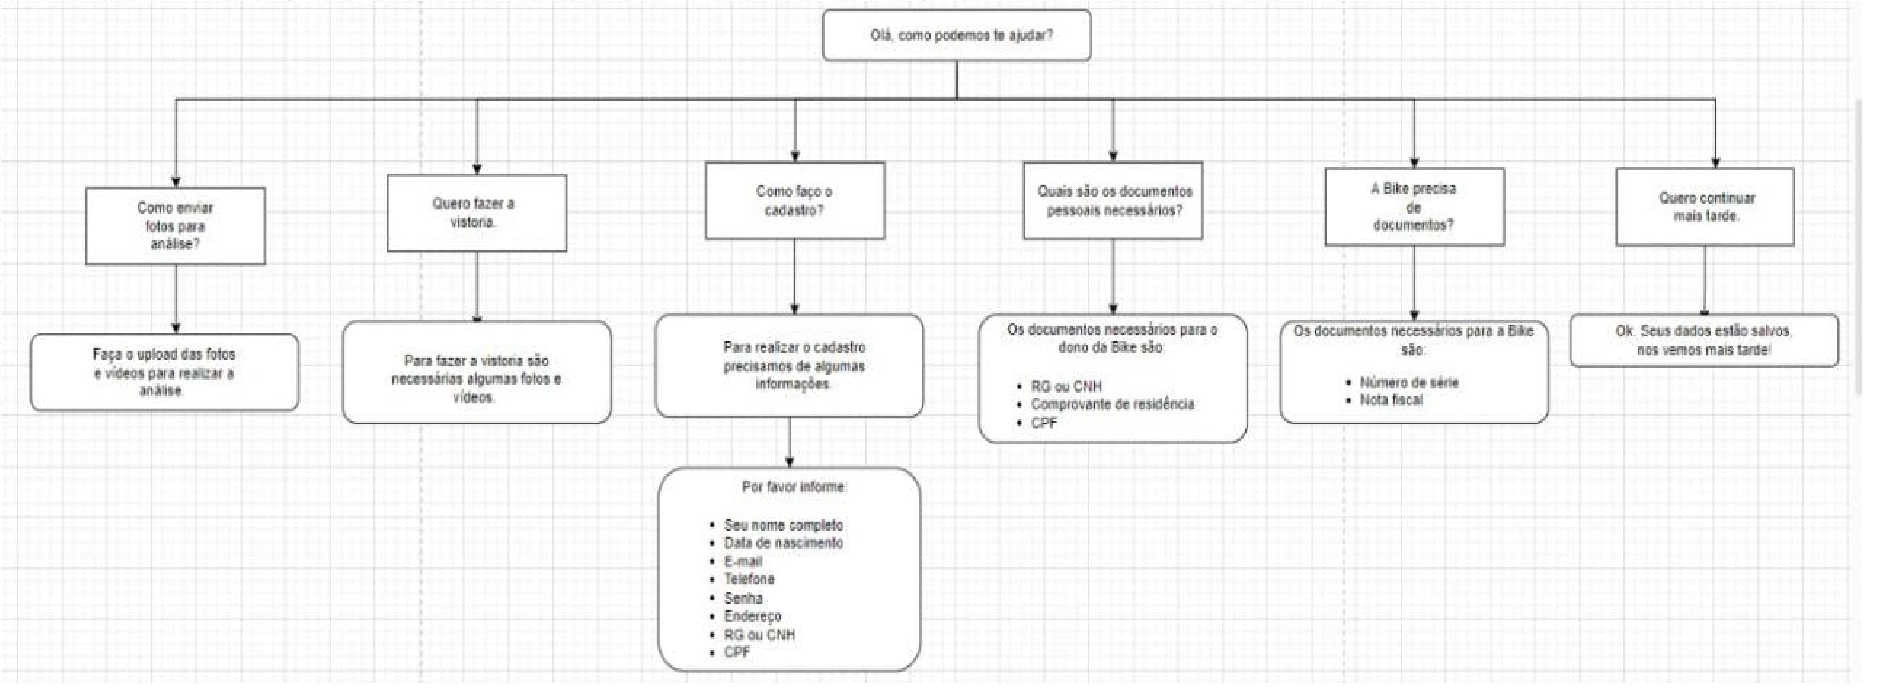 Olá, como podemos te ajudar?
Como enviar
fotos para
análise?
Quero fazer a
vistoria.
Como faço o
cadastro?
Quais são os documentos
pessoais necessários?
A Bike precisa
de
documentos?
Quero continuar
mais tarde.
Faça o upload das fotos
e vídeos para realizar a
análise.
Para fazer a vistoria são
necessárias algumas fotos e
vídeos.
Para realizar o cadastro
precisamos de algumas
informações.
Os documentos necessários para o
dono da Bike são:
• RG ou CNH
• Comprovante de residência
• CPF
Os documentos necessários para a Bike
são:
• Número de série
• Nota fiscal
Ok. Seus dados estão salvos,
nos vemos mais tarde!
Por favor informe:
• Seu nome completo
• Data de nascimento
• E-mail
• Telefone
• Senha
• Endereço
• RG ou CNH
• CPF